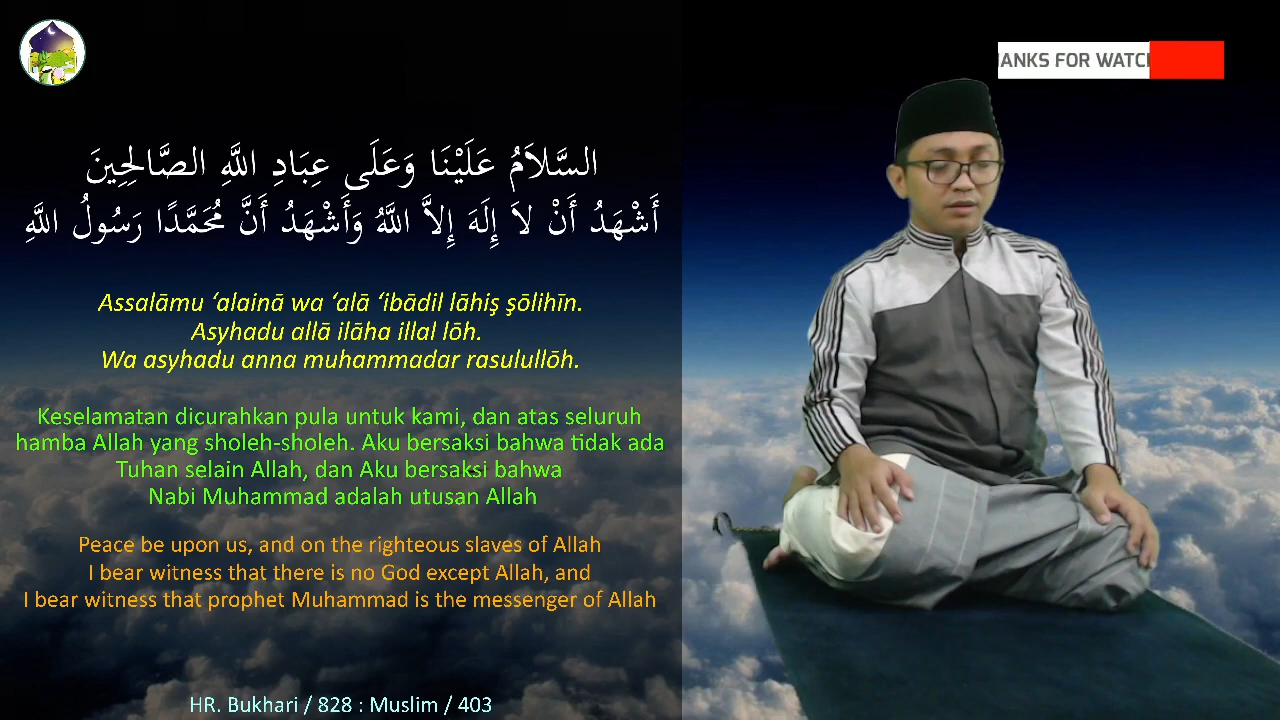 ANKS FOR WATC
السَّلاَمُ عَلَيْنَا وَعَلَى عِبَادِ اللَّهِ الصَّالِحِينَ
أَشْهَدُ أَنْ لاَ إِلَهَ إِلاَّ اللَّهُ وَأَشْهَدُ أَنَّ مُحَمَّدًا رَسُولُ اللَّهِ
Assalāmu ‘alainā wa ‘alā ‘ibādil lāhiş şōlihīn.
Asyhadu allā ilāha illal lōh.
Wa asyhadu anna muhammadar rasulullōh.
Keselamatan dicurahkan pula untuk kami, dan atas seluruh
hamba Allah yang sholeh-sholeh. Aku bersaksi bahwa tidak ada
Tuhan selain Allah, dan Aku bersaksi bahwa
Nabi Muhammad adalah utusan Allah
Peace be upon us, and on the righteous slaves of Allah
I bear witness that there is no God except Allah, and
I bear witness that prophet Muhammad is the messenger of Allah
HR. Bukhari / 828 : Muslim / 403